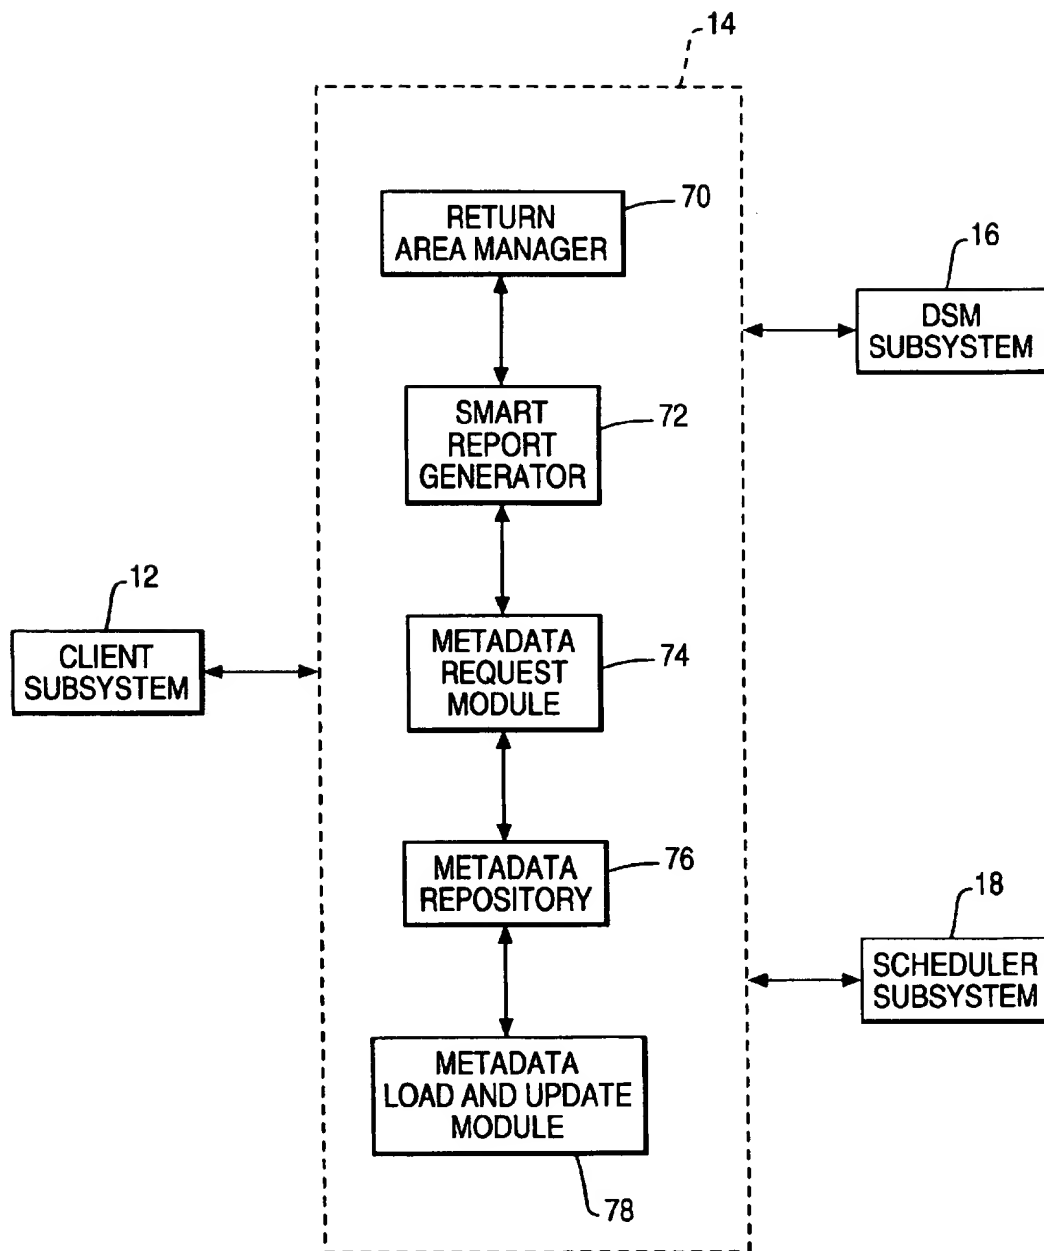 14
RETURN
AREA MANAGER
70
16
DSM
SUBSYSTEM
SMART
REPORT
GENERATOR
72
12
CLIENT
SUBSYSTEM
METADATA
REQUEST
MODULE
74
METADATA
REPOSITORY
76
18
SCHEDULER
SUBSYSTEM
METADATA
LOAD AND UPDATE
MODULE
78